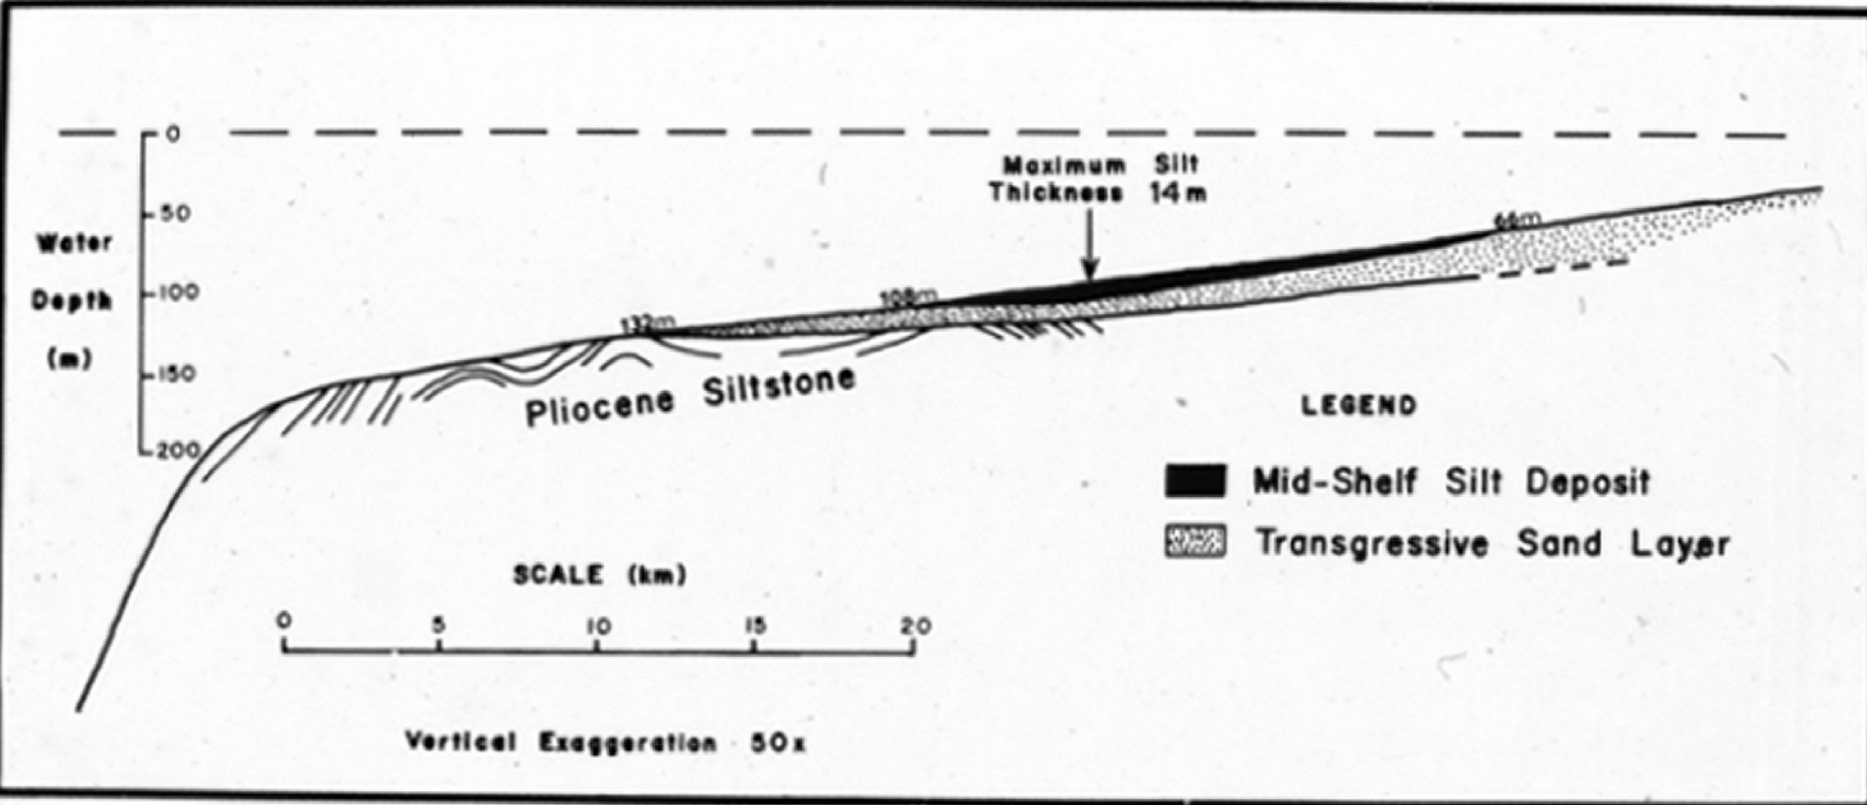 0
50
100
150
200
Water
Depth
(m)
Maximum Silt
Thickness 14m
66m
108m
132m
Pliocene Siltstone
LEGEND
Mid-Shelf Silt Deposit
Transgressive Sand Layer
SCALE (km)
0 5 10 15 20
Vertical Exaggeration 50x